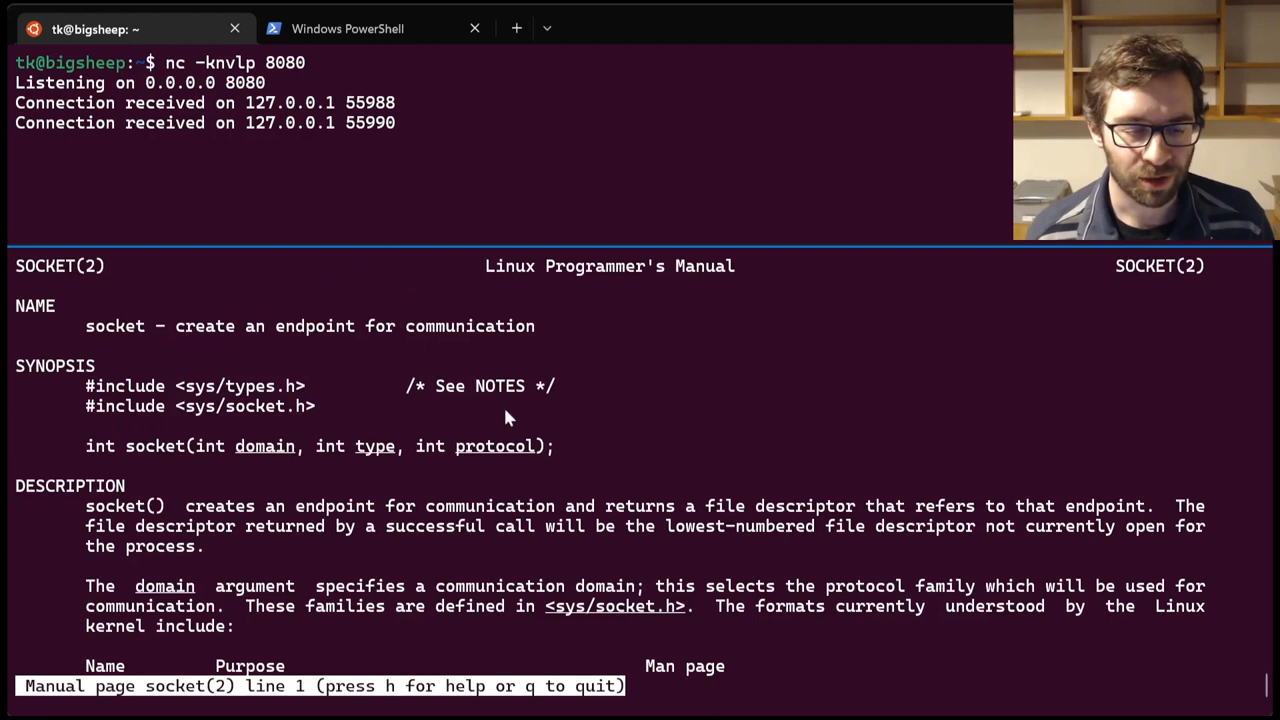 tk@bigsheep: ~
Windows PowerShell
tk@bigsheep:~$ nc -knvlp 8080
Listening on 0.0.0.0 8080
Connection received on 127.0.0.1 55988
Connection received on 127.0.0.1 55990
SOCKET(2) Linux Programmer's Manual SOCKET(2)
NAME
socket - create an endpoint for communication
SYNOPSIS
#include <sys/types.h> /* See NOTES */
#include <sys/socket.h>
int socket(int domain, int type, int protocol);
DESCRIPTION
socket() creates an endpoint for communication and returns a file descriptor that refers to that endpoint. The
file descriptor returned by a successful call will be the lowest-numbered file descriptor not currently open for
the process.
The domain argument specifies a communication domain; this selects the protocol family which will be used for
communication. These families are defined in <sys/socket.h>. The formats currently understood by the Linux
kernel include:
Name Purpose Man page
Manual page socket(2) line 1 (press h for help or q to quit)